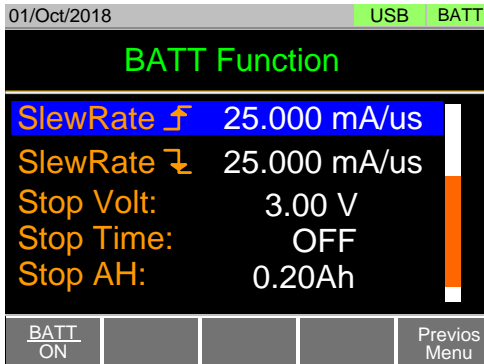 01/Oct/2018 USB BATT
BATT Function
SlewRate 25.000 mA/us
SlewRate 25.000 mA/us
Stop Volt: 3.00 V
Stop Time: OFF
Stop AH: 0.20Ah
BATT Previos
ON Menu